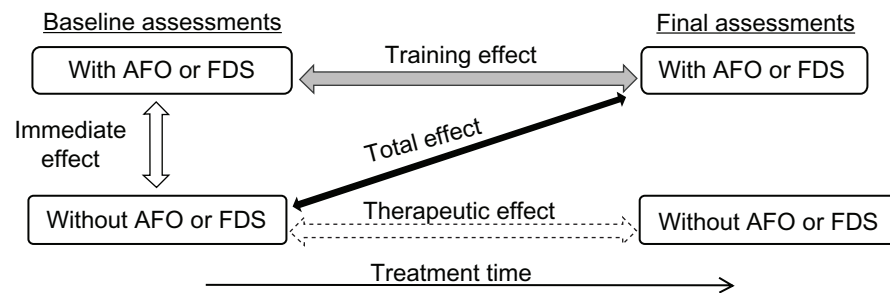 Baseline assessments
Final assessments
With AFO or FDS
Training effect
With AFO or FDS
Immediate
effect
Total effect
Without AFO or FDS
Therapeutic effect
Without AFO or FDS
Treatment time